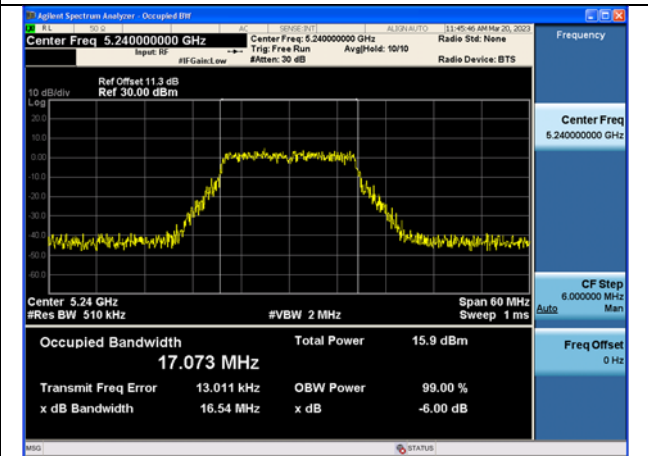 Agilent Spectrum Analyzer - Occupied BW
RL 50 Ω AC SENSE:INT ALIGN AUTO 11:45:46 AM Mar 20, 2023
Center Freq 5.240000000 GHz Center Freq: 5.240000000 GHz Radio Std: None
Input: RF Trig: Free Run Avg|Hold: 10/10
#IFGain:Low #Atten: 30 dB Radio Device: BTS
Ref Offset 11.3 dB
10 dB/div Ref 30.00 dBm
Log
20.0
10.0
0.00
-10.0
-20.0
-30.0
-40.0
-50.0
-60.0
Center 5.24 GHz Span 60 MHz
#Res BW 510 kHz #VBW 2 MHz Sweep 1 ms
Occupied Bandwidth Total Power 15.9 dBm
17.073 MHz
Transmit Freq Error 13.011 kHz OBW Power 99.00 %
x dB Bandwidth 16.54 MHz x dB -6.00 dB
MSG STATUS
Frequency
Center Freq
5.240000000 GHz
CF Step
6.000000 MHz
Auto Man
Freq Offset
0 Hz